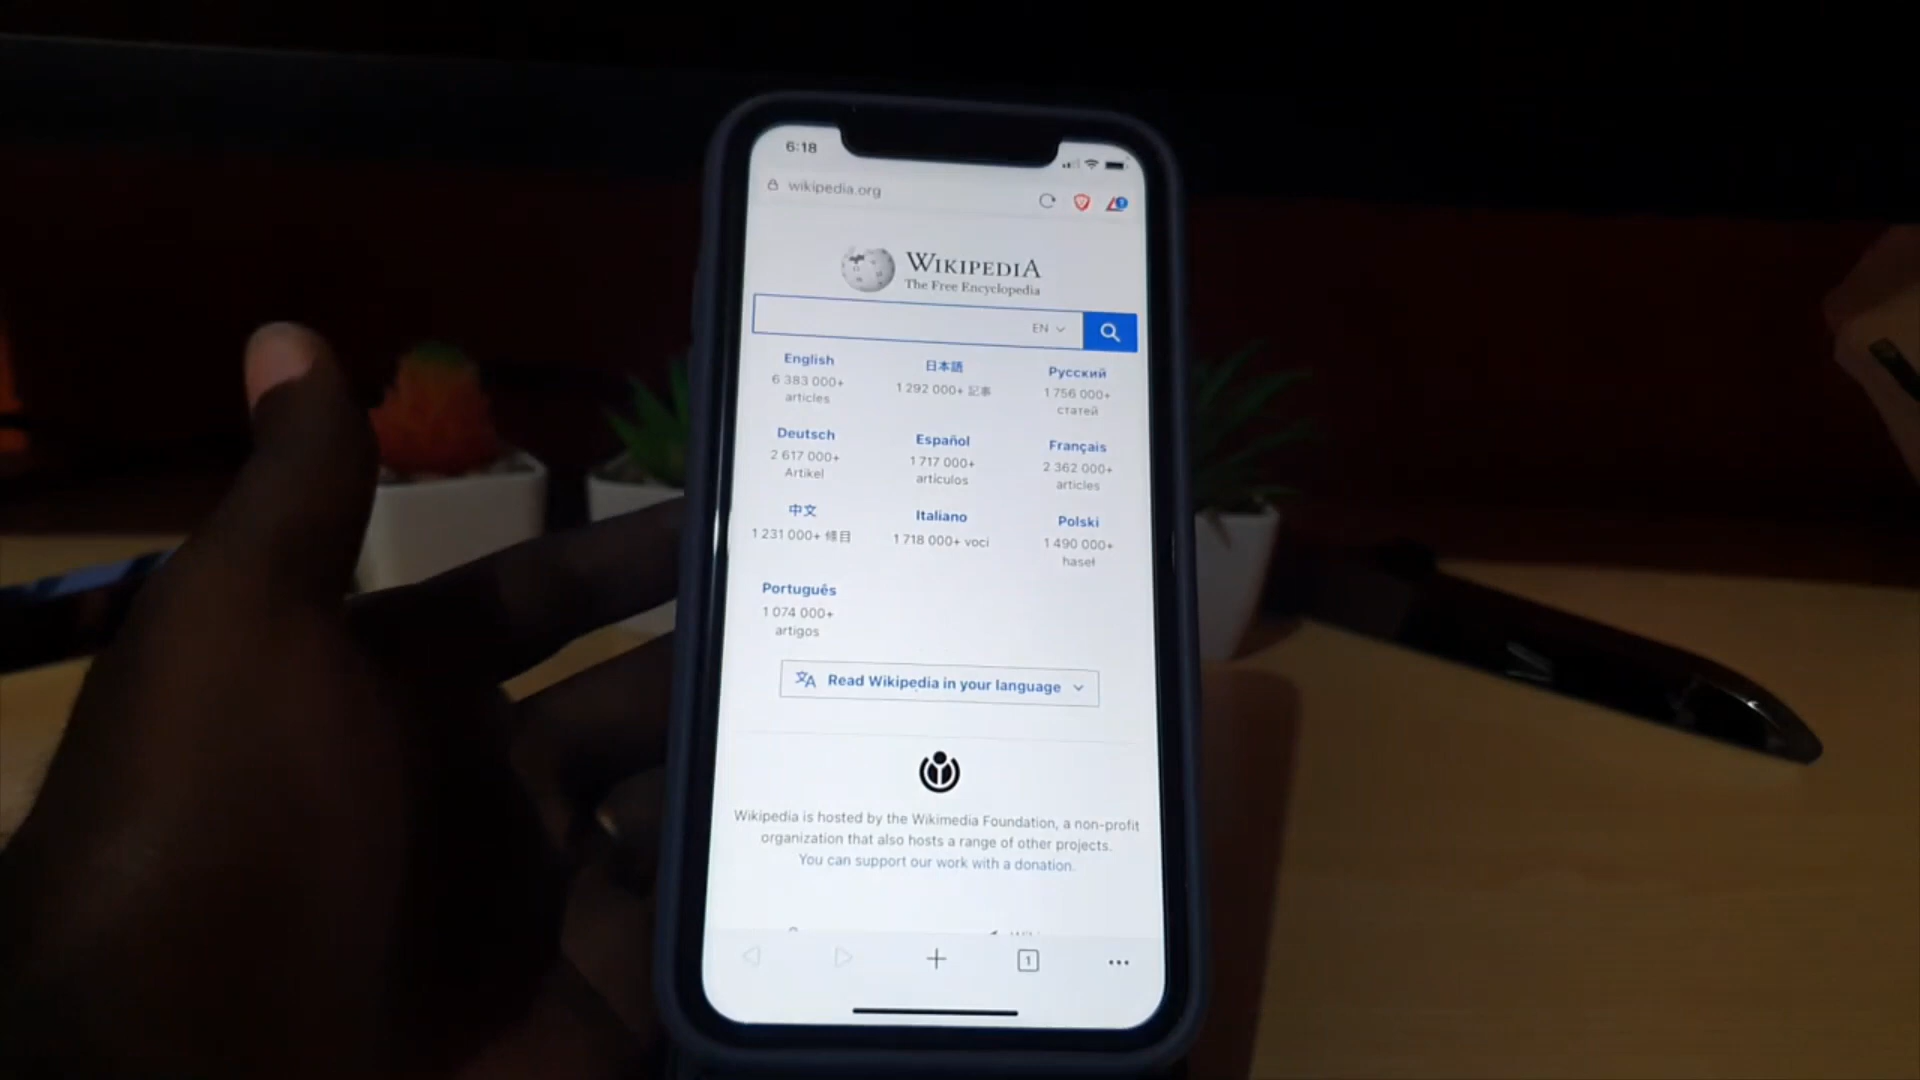 6:18
wikipedia.org
WIKIPEDIA
The Free Encyclopedia
EN
English
6 383 000+
articles
日本語
1 292 000+ 記事
Русский
1 756 000+
статей
Deutsch
2 617 000+
Artikel
Español
1 717 000+
artículos
Français
2 362 000+
articles
中文
1 231 000+ 條目
Italiano
1 718 000+ voci
Polski
1 490 000+
haseł
Português
1 074 000+
artigos
Read Wikipedia in your language
Wikipedia is hosted by the Wikimedia Foundation, a non-profit
organization that also hosts a range of other projects.
You can support our work with a donation.
1